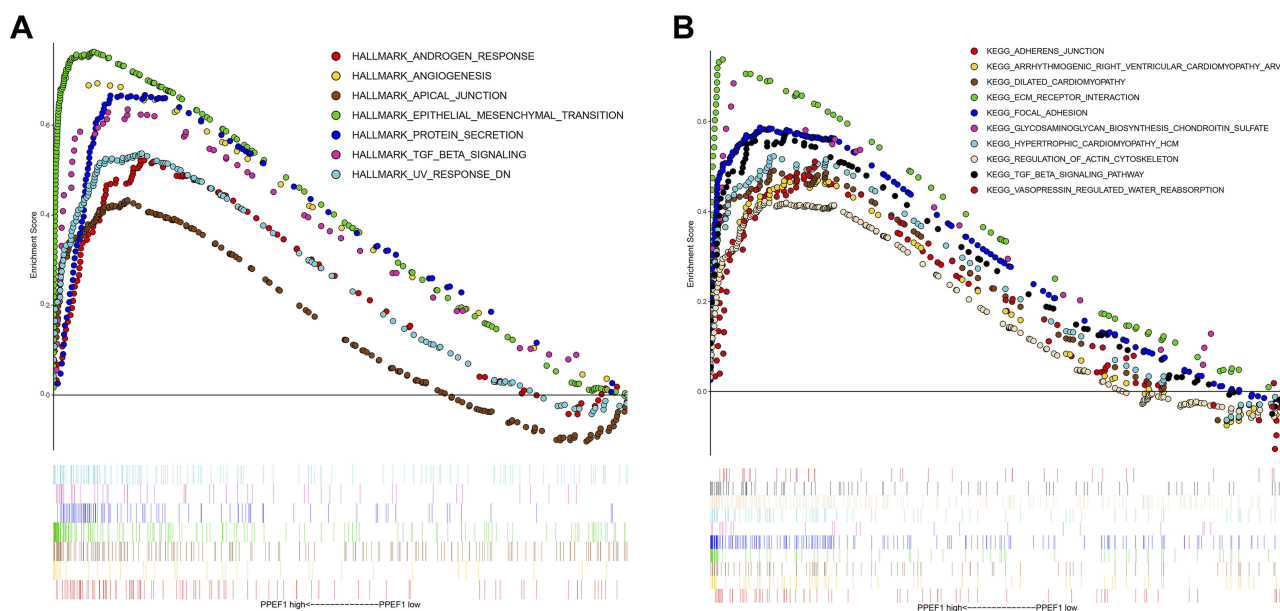 A
HALLMARK_ANDROGEN_RESPONSE
HALLMARK_ANGIOGENESIS
HALLMARK_APICAL_JUNCTION
HALLMARK_EPITHELIAL_MESENCHYMAL_TRANSITION
HALLMARK_PROTEIN_SECRETION
HALLMARK_TGF_BETA_SIGNALING
HALLMARK_UV_RESPONSE_DN
Enrichment Score
0.6
0.4
0.2
0.0
PPEF1 high<----------------PPEF1 low
B
KEGG_ADHERENS_JUNCTION
KEGG_ARRHYTHMOGENIC_RIGHT_VENTRICULAR_CARDIOMYOPATHY_ARV
KEGG_DILATED_CARDIOMYOPATHY
KEGG_ECM_RECEPTOR_INTERACTION
KEGG_FOCAL_ADHESION
KEGG_GLYCOSAMINOGLYCAN_BIOSYNTHESIS_CHONDROITIN_SULFATE
KEGG_HYPERTROPHIC_CARDIOMYOPATHY_HCM
KEGG_REGULATION_OF_ACTIN_CYTOSKELETON
KEGG_TGF_BETA_SIGNALING_PATHWAY
KEGG_VASOPRESSIN_REGULATED_WATER_REABSORPTION
Enrichment Score
0.6
0.4
0.2
0.0
PPEF1 high<----------------PPEF1 low